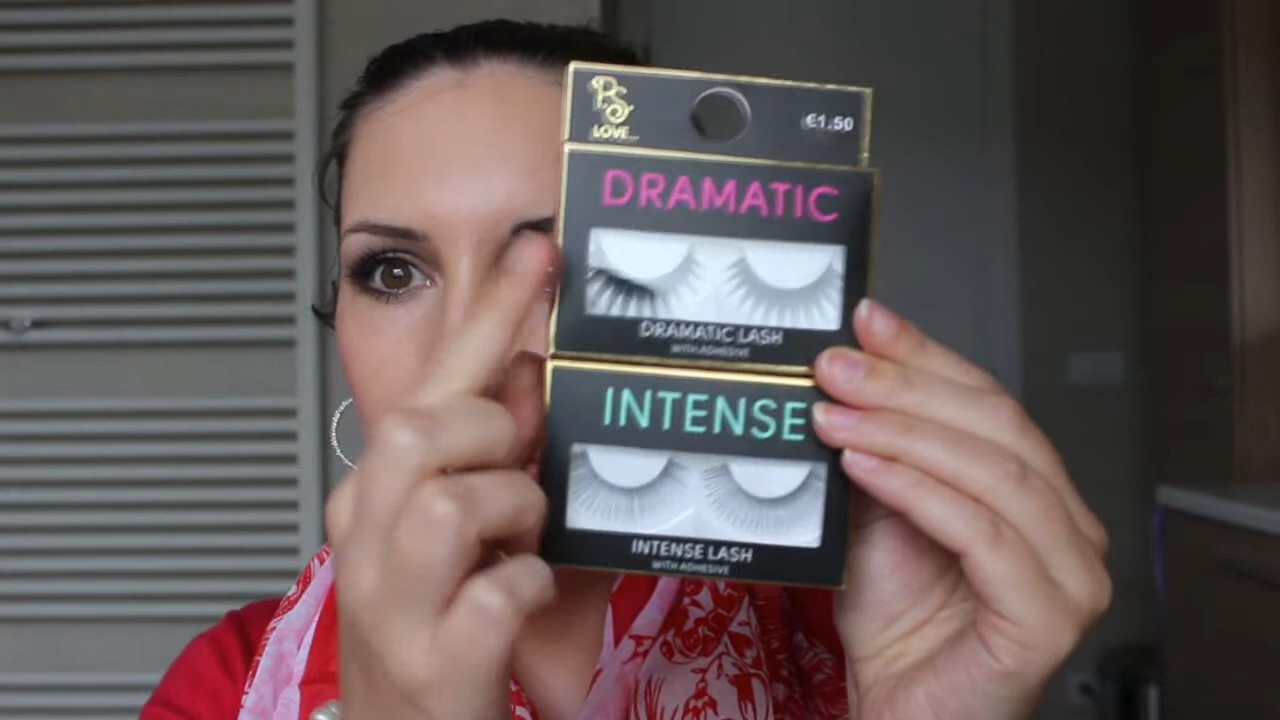 PS
LOVE...
€1.50
DRAMATIC
DRAMATIC LASH
WITH ADHESIVE
INTENSE
INTENSE LASH
WITH ADHESIVE